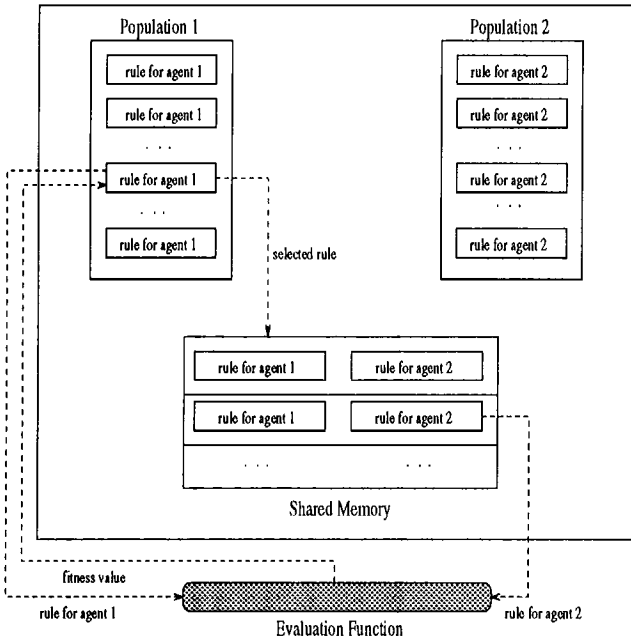 Population 1
rule for agent 1
rule for agent 1
. . .
rule for agent 1
. . .
rule for agent 1
Population 2
rule for agent 2
rule for agent 2
. . .
rule for agent 2
. . .
rule for agent 2
selected rule
rule for agent 1 rule for agent 2
rule for agent 1 rule for agent 2
. . . . . .
Shared Memory
fitness value
rule for agent 1
rule for agent 2
Evaluation Function